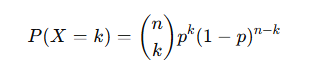 P(X = k) = \binom{n}{k} p^k (1 − p)^{n−k}